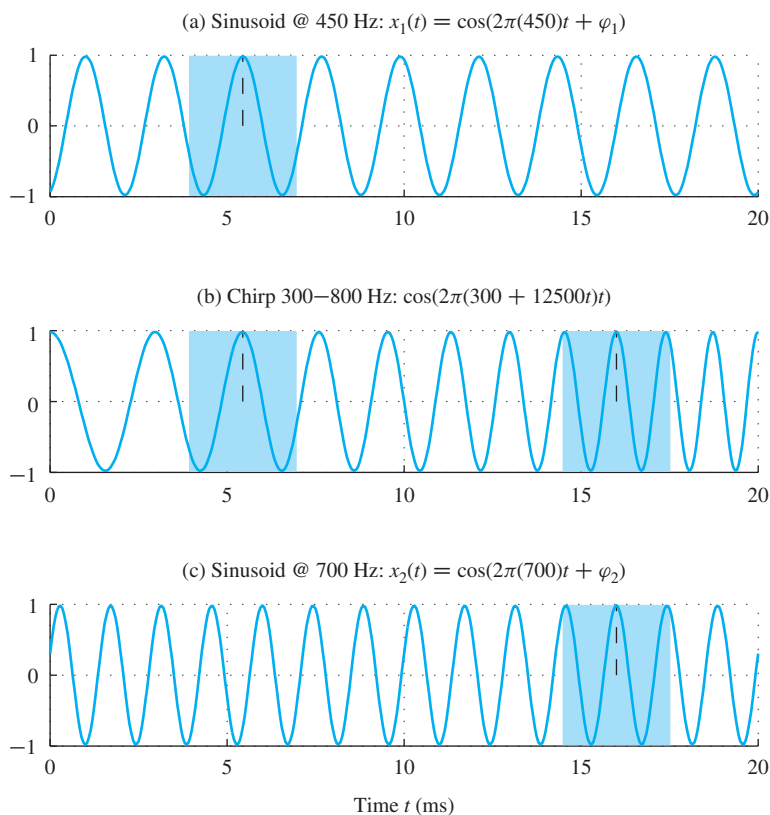 (a) Sinusoid @ 450 Hz: x₁(t) = cos(2π(450)t + φ₁)
1
0
−1
0 5 10 15 20
(b) Chirp 300−800 Hz: cos(2π(300 + 12500t)t)
1
0
−1
0 5 10 15 20
(c) Sinusoid @ 700 Hz: x₂(t) = cos(2π(700)t + φ₂)
1
0
−1
0 5 10 15 20
Time t (ms)